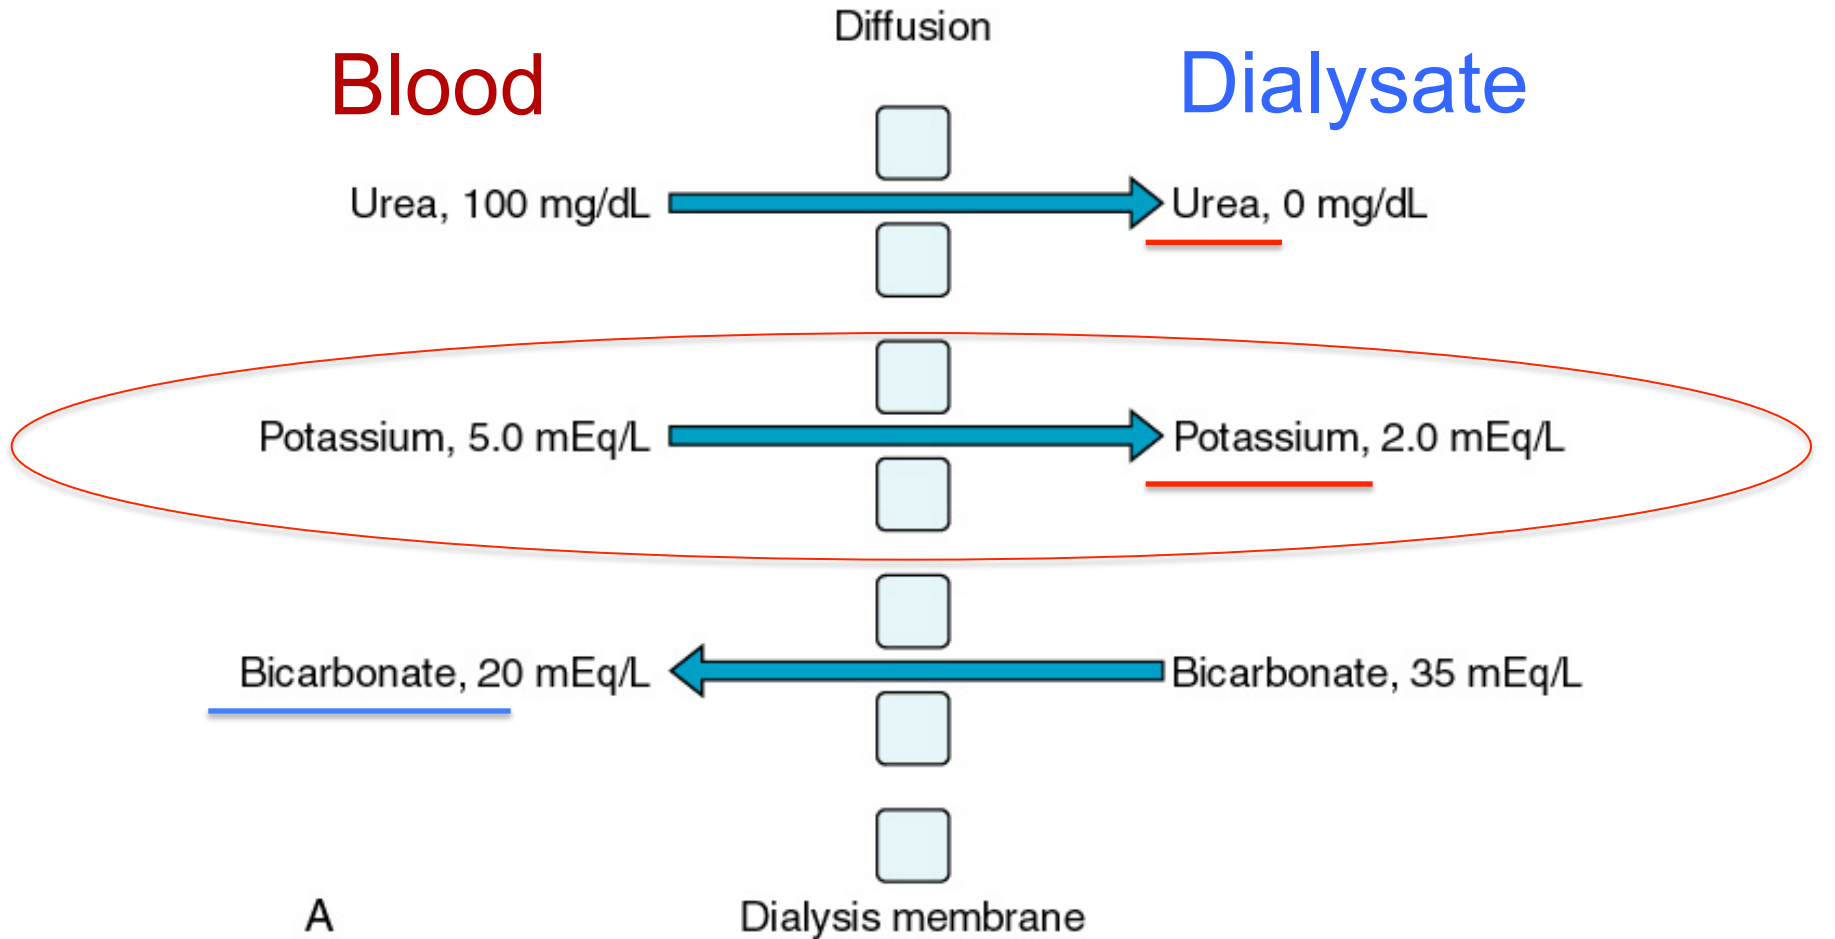 Diffusion
Blood
Dialysate
Urea, 100 mg/dL
Urea, 0 mg/dL
Potassium, 5.0 mEq/L
Potassium, 2.0 mEq/L
Bicarbonate, 20 mEq/L
Bicarbonate, 35 mEq/L
A
Dialysis membrane